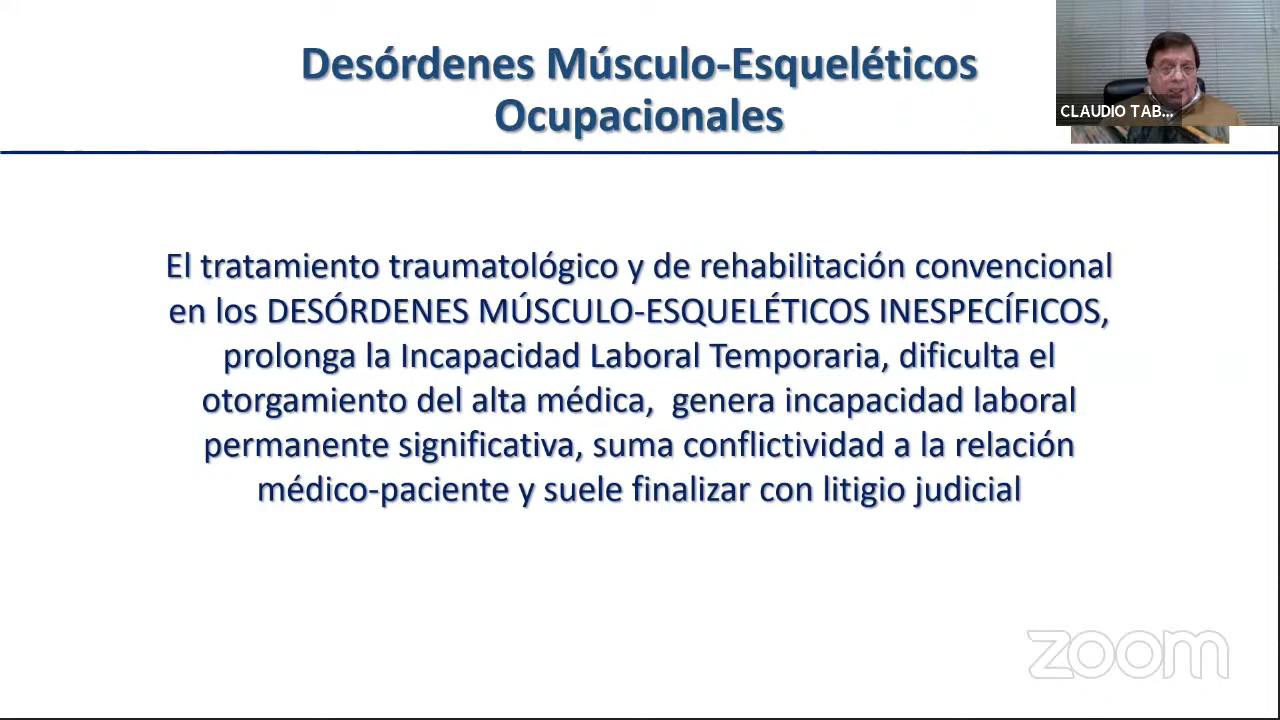 Desórdenes Músculo-Esqueléticos
Ocupacionales
CLAUDIO TAB...
El tratamiento traumatológico y de rehabilitación convencional
en los DESÓRDENES MÚSCULO-ESQUELÉTICOS INESPECÍFICOS,
prolonga la Incapacidad Laboral Temporaria, dificulta el
otorgamiento del alta médica,  genera incapacidad laboral
permanente significativa, suma conflictividad a la relación
médico-paciente y suele finalizar con litigio judicial
zoom